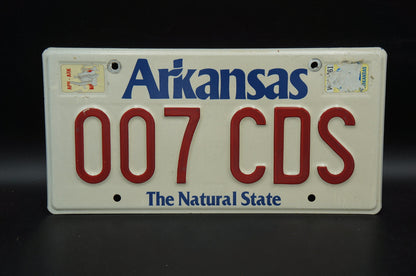 Arkansas
007 CDS
The Natural State